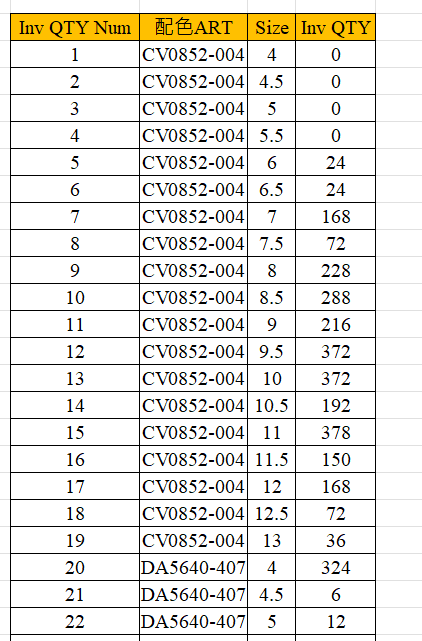 Inv QTY Num 配色ART Size Inv QTY
1 CV0852-004 4 0
2 CV0852-004 4.5 0
3 CV0852-004 5 0
4 CV0852-004 5.5 0
5 CV0852-004 6 24
6 CV0852-004 6.5 24
7 CV0852-004 7 168
8 CV0852-004 7.5 72
9 CV0852-004 8 228
10 CV0852-004 8.5 288
11 CV0852-004 9 216
12 CV0852-004 9.5 372
13 CV0852-004 10 372
14 CV0852-004 10.5 192
15 CV0852-004 11 378
16 CV0852-004 11.5 150
17 CV0852-004 12 168
18 CV0852-004 12.5 72
19 CV0852-004 13 36
20 DA5640-407 4 324
21 DA5640-407 4.5 6
22 DA5640-407 5 12